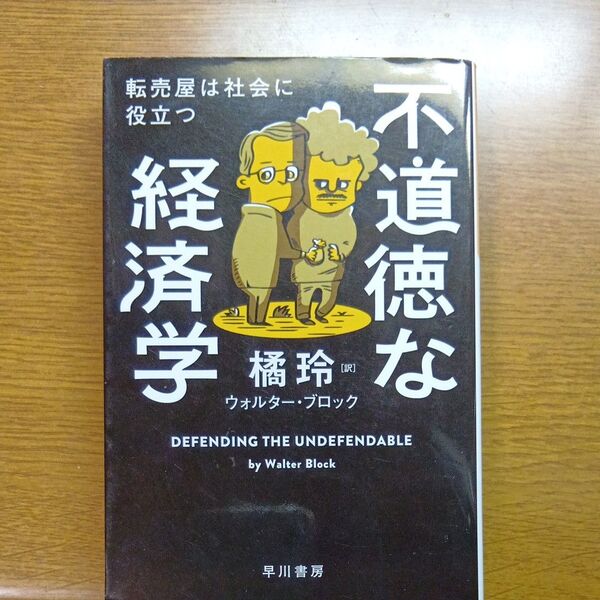 転売屋は社会に
役立つ
不道徳な
経済学
橘玲[訳]
ウォルター・ブロック
DEFENDING THE UNDEFENDABLE
by Walter Block
早川書房